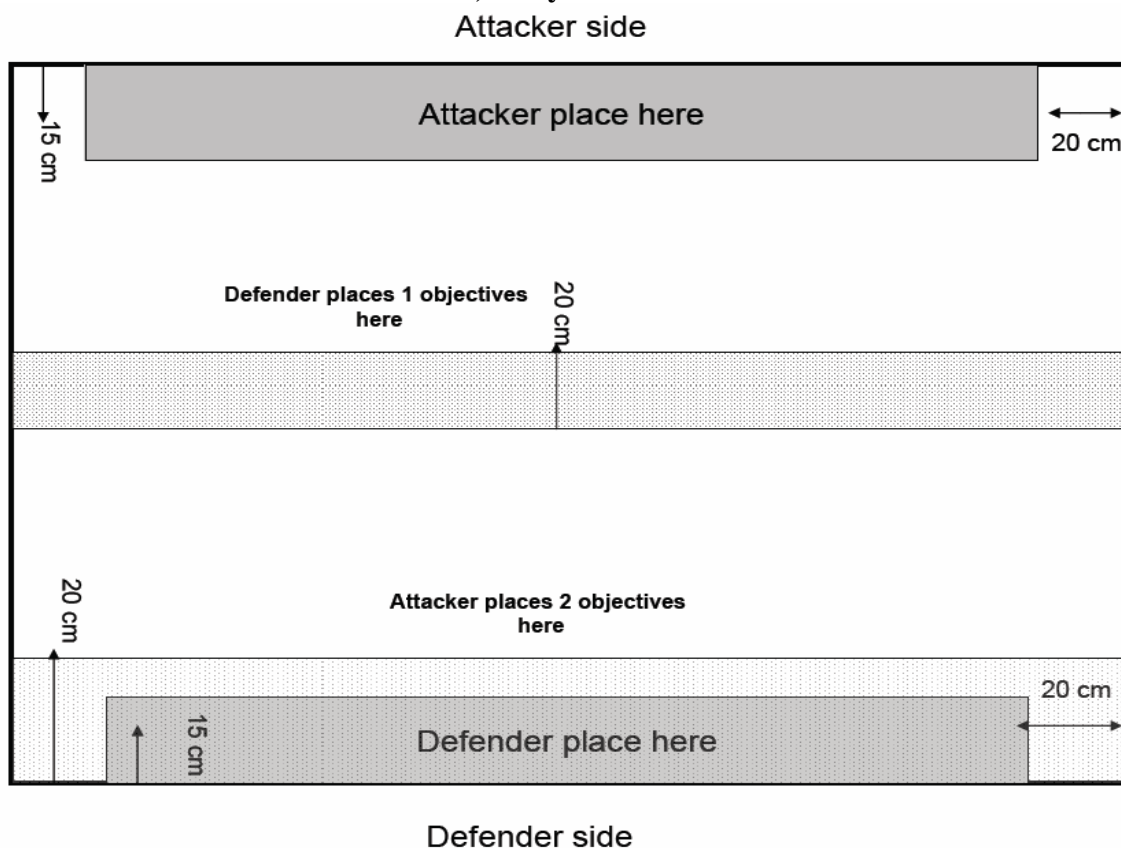 Attacker side
Attacker place here
15 cm
20 cm
Defender places 1 objectives
here
20 cm
20 cm
Attacker places 2 objectives
here
20 cm
15 cm
Defender place here
Defender side